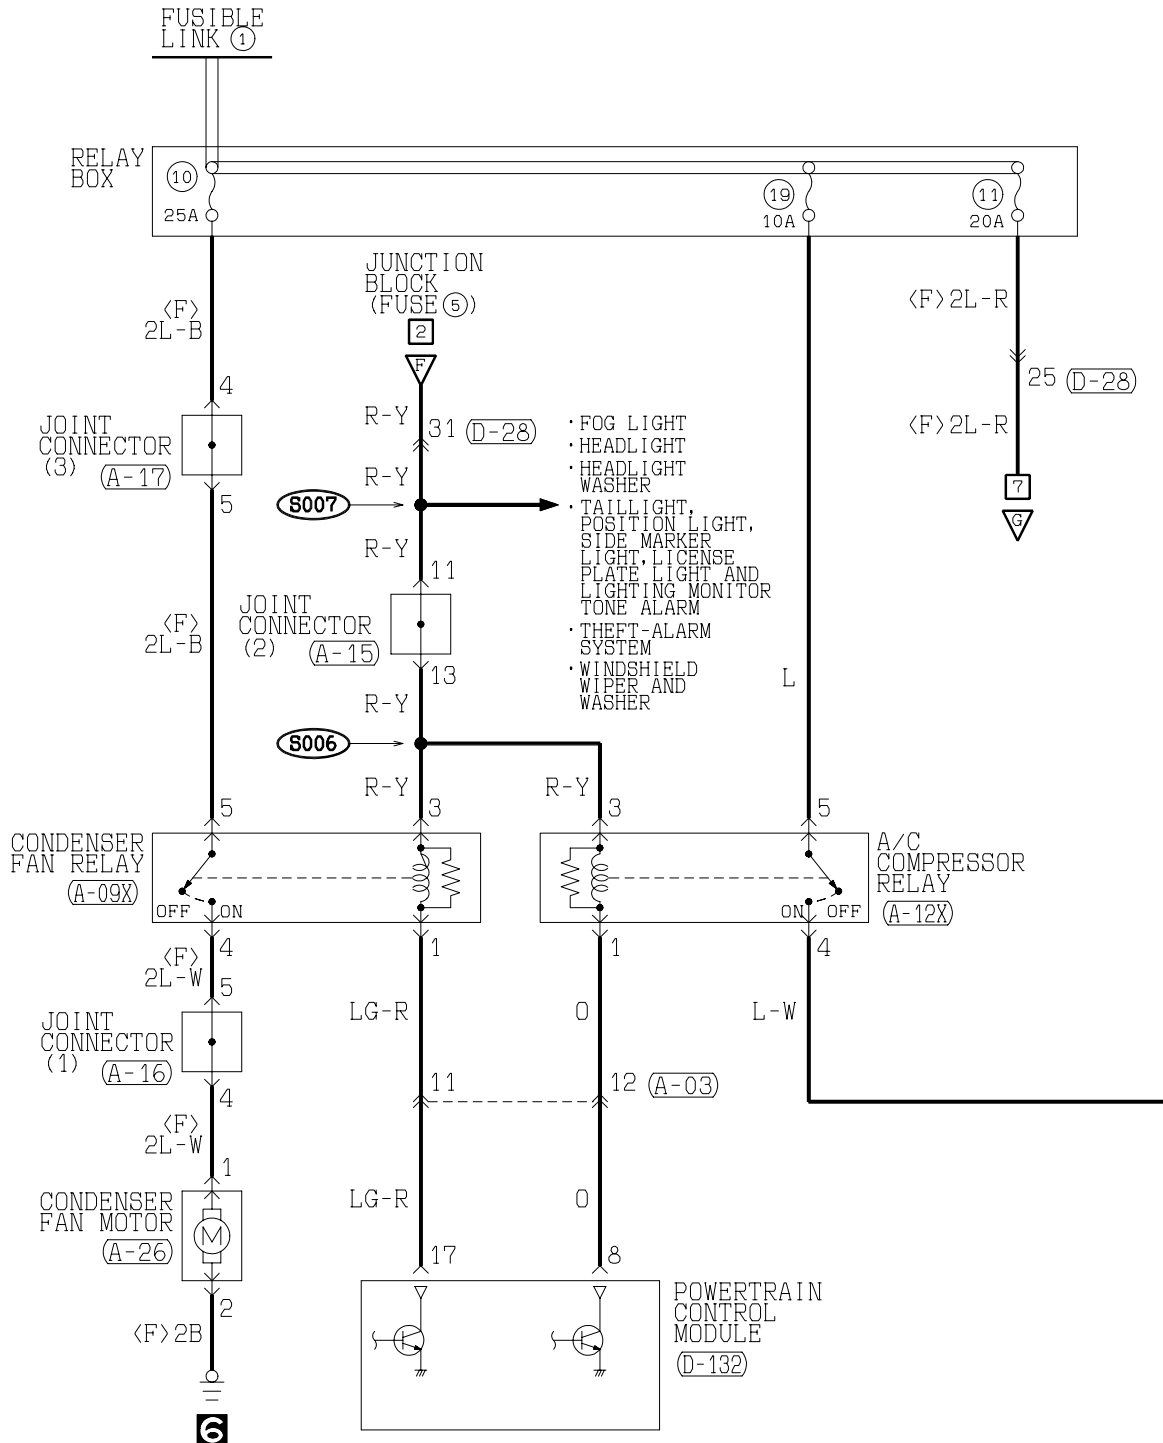 FUSIBLE
LINK ①
RELAY
BOX
⑩
25A
⑲
10A
⑪
20A
JUNCTION
BLOCK
(FUSE⑤)
2
F
<F>
2L-B
<F>2L-R
4
25 (D-28)
R-Y
31 (D-28)
<F>2L-R
JOINT
CONNECTOR
(3) (A-17)
5
R-Y
S007
· FOG LIGHT
· HEADLIGHT
· HEADLIGHT
WASHER
· TAILLIGHT,
POSITION LIGHT,
SIDE MARKER
LIGHT, LICENSE
PLATE LIGHT AND
LIGHTING MONITOR
TONE ALARM
· THEFT-ALARM
SYSTEM
· WINDSHIELD
WIPER AND
WASHER
7
G
R-Y
11
JOINT
CONNECTOR
(2) (A-15)
13
<F>
2L-B
L
R-Y
S006
R-Y
R-Y
5
3
3
5
CONDENSER
FAN RELAY
(A-09X)
OFF
ON
A/C
COMPRESSOR
RELAY
(A-12X)
ON
OFF
4
1
1
4
<F>
2L-W
5
LG-R
O
L-W
JOINT
CONNECTOR
(1) (A-16)
4
11
12 (A-03)
<F>
2L-W
1
LG-R
O
CONDENSER
FAN MOTOR
(A-26)
M
2
17
8
<F>2B
POWERTRAIN
CONTROL
MODULE
(D-132)
6